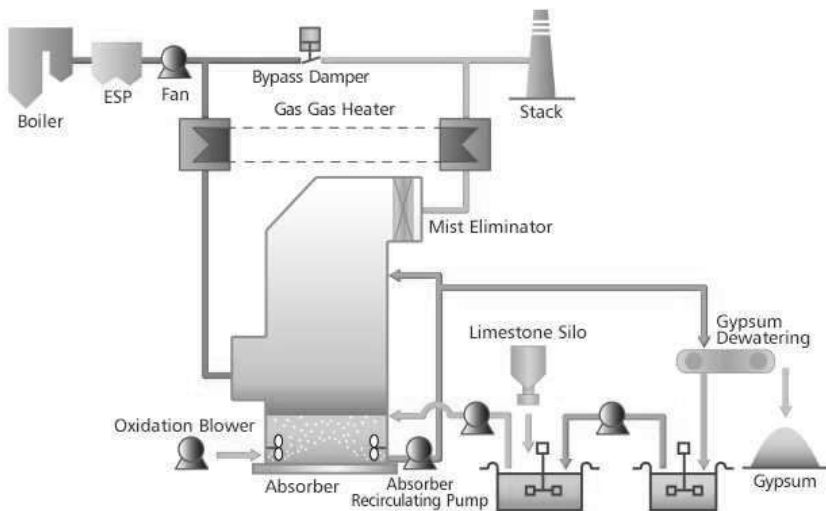 Boiler
ESP
Fan
Bypass Damper
Stack
Gas Gas Heater
Mist Eliminator
Limestone Silo
Gypsum
Dewatering
Oxidation Blower
Absorber
Absorber
Recirculating Pump
Gypsum